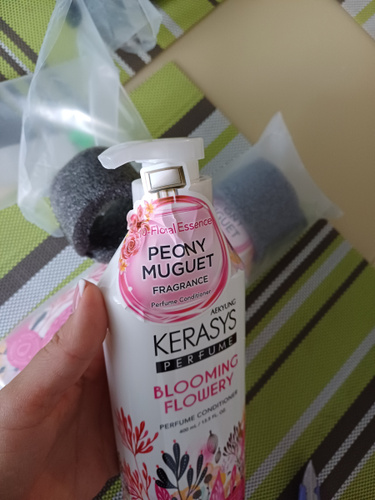 Floral Essence
PEONY
MUGUET
FRAGRANCE
Perfume Conditioner
AEKYUNG
KERASYS
PERFUME
BLOOMING
FLOWERY
PERFUME CONDITIONER